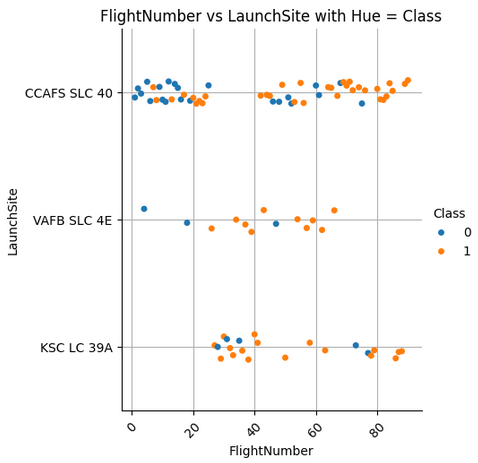 FlightNumber vs LaunchSite with Hue = Class
CCAFS SLC 40
VAFB SLC 4E
KSC LC 39A
LaunchSite
Class
0
1
0
20
40
60
80
FlightNumber